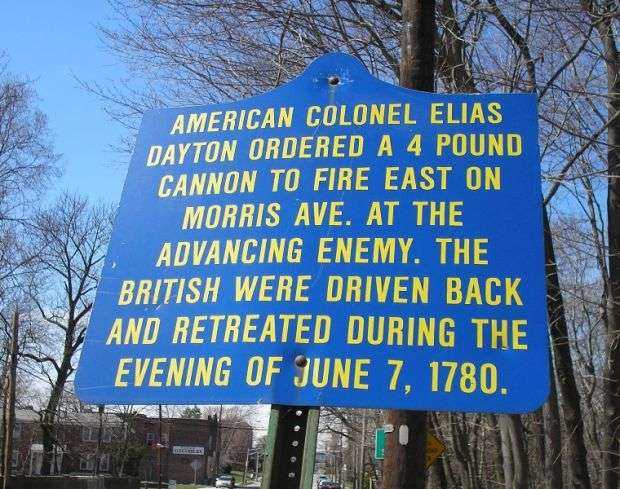 AMERICAN COLONEL ELIAS
DAYTON ORDERED A 4 POUND
CANNON TO FIRE EAST ON
MORRIS AVE. AT THE
ADVANCING ENEMY. THE
BRITISH WERE DRIVEN BACK
AND RETREATED DURING THE
EVENING OF JUNE 7, 1780.